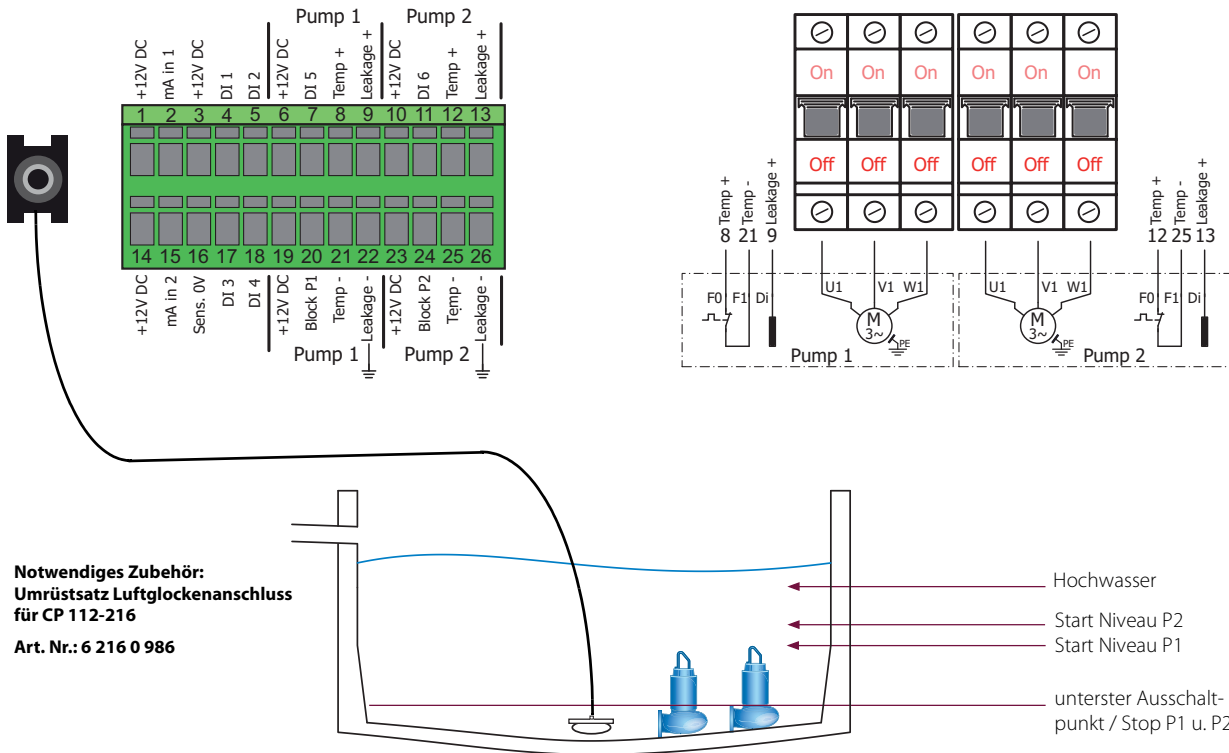 Pump 1 Pump 2
+12V DC
mA in 1
+12V DC
DI 1
DI 2
+12V DC
DI 5
Temp +
Leakage +
+12V DC
DI 6
Temp +
Leakage +
1 2 3 4 5 6 7 8 9 10 11 12 13
14 15 16 17 18 19 20 21 22 23 24 25 26
+12V DC
mA in 2
Sens. 0V
DI 3
DI 4
+12V DC
Block P1
Temp -
Leakage -
+12V DC
Block P2
Temp -
Leakage -
Pump 1 Pump 2
On On On On On On
Off Off Off Off Off Off
Temp +
Temp -
Leakage +
8 21 9
Temp +
Temp -
Leakage +
12 25 13
F0 F1 Di U1 V1 W1
M
3~
PE
Pump 1
U1 V1 W1 F0 F1 Di
M
3~
PE
Pump 2
Notwendiges Zubehör:
Umrüstsatz Luftglockenanschluss
für CP 112-216
Art. Nr.: 6 216 0 986
Hochwasser
Start Niveau P2
Start Niveau P1
unterster Ausschalt-
punkt / Stop P1 u. P2